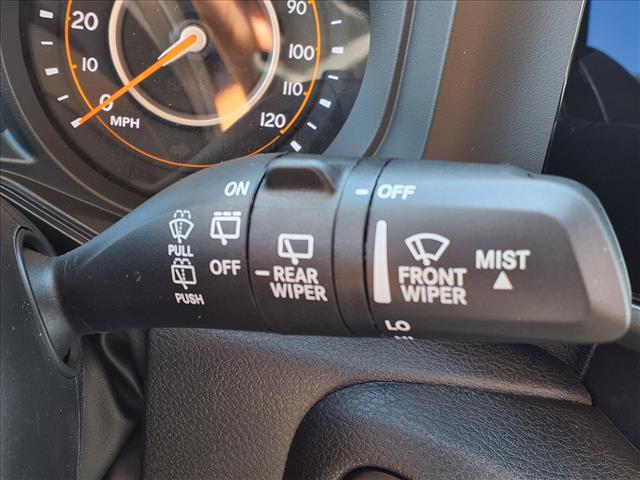 20
10
0
MPH
90
100
110
120
ON
OFF
PULL
OFF
PUSH
REAR
WIPER
FRONT
WIPER
MIST
LO
HI